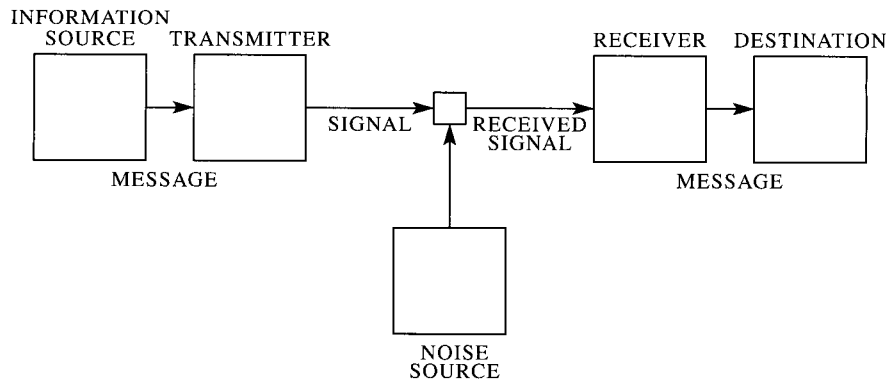 INFORMATION
SOURCE
TRANSMITTER
RECEIVER
DESTINATION
SIGNAL
RECEIVED
SIGNAL
MESSAGE
MESSAGE
NOISE
SOURCE